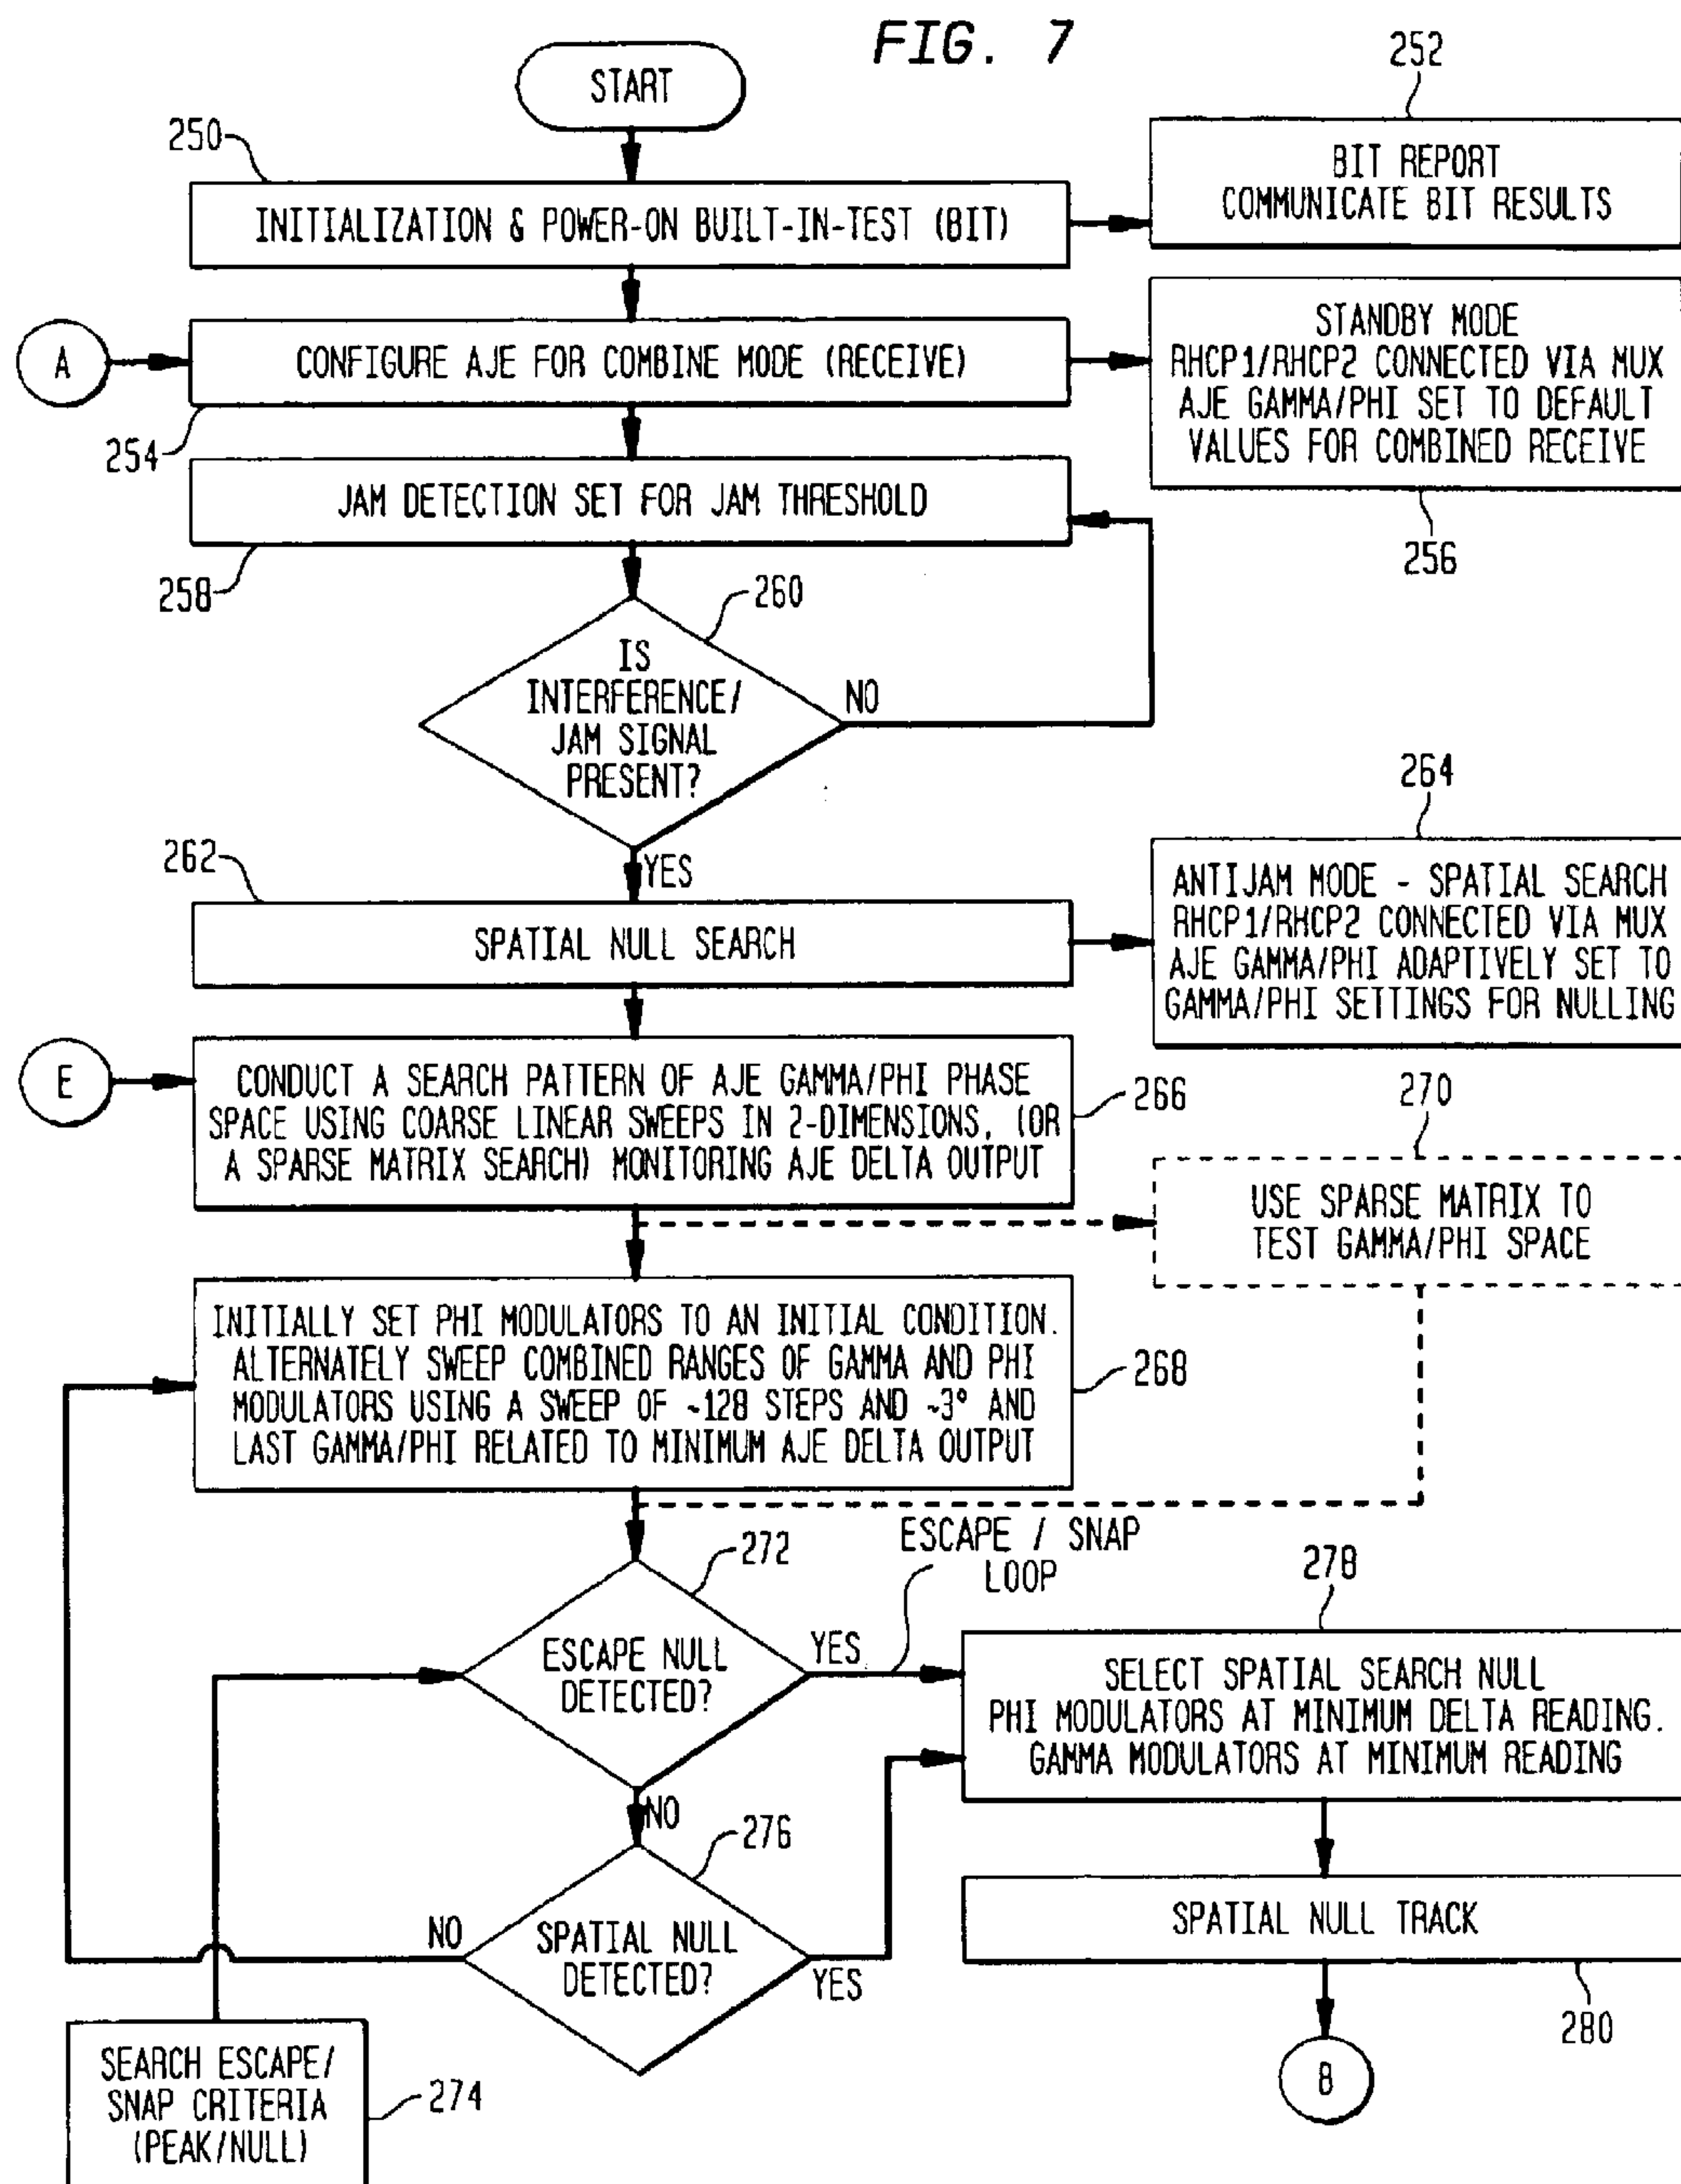 FIG. 7
START
250
INITIALIZATION & POWER-ON BUILT-IN-TEST (BIT)
252
BIT REPORT
COMMUNICATE BIT RESULTS
A
CONFIGURE AJE FOR COMBINE MODE (RECEIVE)
254
STANDBY MODE
RHCP1/RHCP2 CONNECTED VIA MUX
AJE GAMMA/PHI SET TO DEFAULT
VALUES FOR COMBINED RECEIVE
256
JAM DETECTION SET FOR JAM THRESHOLD
258
260
IS
INTERFERENCE/
JAM SIGNAL
PRESENT?
NO
YES
262
SPATIAL NULL SEARCH
264
ANTIJAM MODE - SPATIAL SEARCH
RHCP1/RHCP2 CONNECTED VIA MUX
AJE GAMMA/PHI ADAPTIVELY SET TO
GAMMA/PHI SETTINGS FOR NULLING
E
CONDUCT A SEARCH PATTERN OF AJE GAMMA/PHI PHASE
SPACE USING COARSE LINEAR SWEEPS IN 2-DIMENSIONS, (OR
A SPARSE MATRIX SEARCH) MONITORING AJE DELTA OUTPUT
266
270
USE SPARSE MATRIX TO
TEST GAMMA/PHI SPACE
INITIALLY SET PHI MODULATORS TO AN INITIAL CONDITION.
ALTERNATELY SWEEP COMBINED RANGES OF GAMMA AND PHI
MODULATORS USING A SWEEP OF ~128 STEPS AND ~3° AND
LAST GAMMA/PHI RELATED TO MINIMUM AJE DELTA OUTPUT
268
272
ESCAPE NULL
DETECTED?
YES
NO
ESCAPE / SNAP
LOOP
278
SELECT SPATIAL SEARCH NULL
PHI MODULATORS AT MINIMUM DELTA READING.
GAMMA MODULATORS AT MINIMUM READING
276
SPATIAL NULL
DETECTED?
NO
YES
SPATIAL NULL TRACK
280
B
SEARCH ESCAPE/
SNAP CRITERIA
(PEAK/NULL)
274